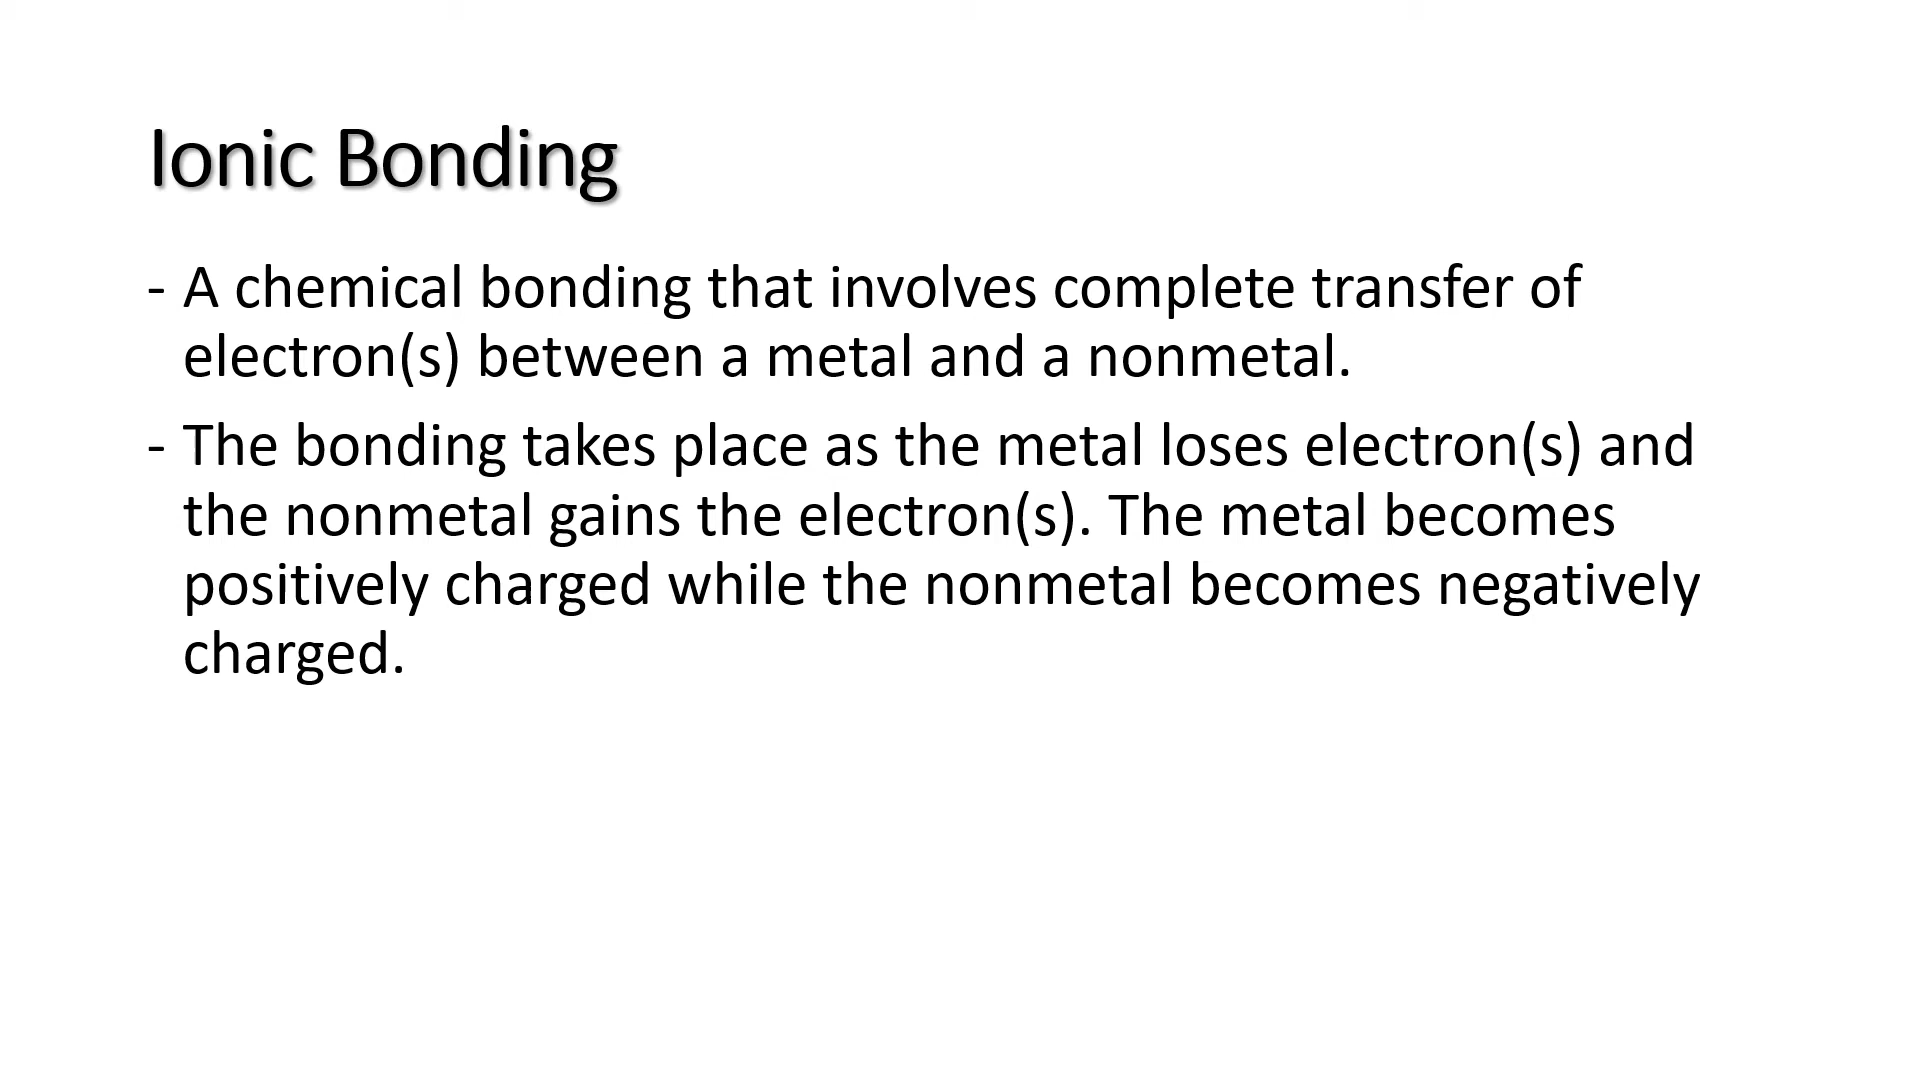 Ionic Bonding
- A chemical bonding that involves complete transfer of
electron(s) between a metal and a nonmetal.
- The bonding takes place as the metal loses electron(s) and
the nonmetal gains the electron(s). The metal becomes
positively charged while the nonmetal becomes negatively
charged.